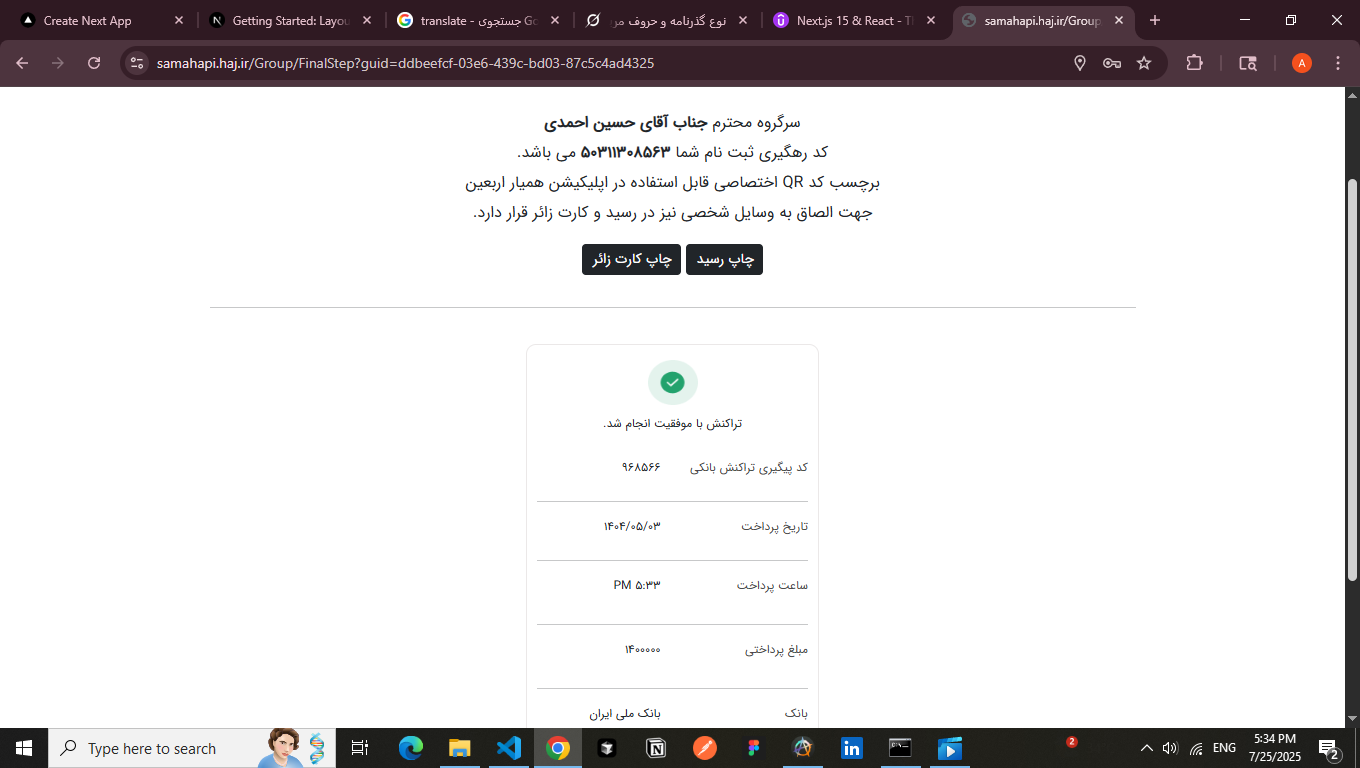 Create Next App
Getting Started: Layou
translate - جستجوی Go
نوع گذرنامه و حروف مر
Next.js 15 & React - Th
samahapi.haj.ir/Group
samahapi.haj.ir/Group/FinalStep?guid=ddbeefcf-03e6-439c-bd03-87c5c4ad4325
A
سرگروه محترم جناب آقای حسین احمدی
کد رهگیری ثبت نام شما ۵۰۳۱۱۳۰۸۵۶۳ می باشد.
برچسب کد QR اختصاصی قابل استفاده در اپلیکیشن همیار اربعین
جهت الصاق به وسایل شخصی نیز در رسید و کارت زائر قرار دارد.
چاپ رسید
چاپ کارت زائر
تراکنش با موفقیت انجام شد.
کد پیگیری تراکنش بانکی ۹۶۸۵۶۶
تاریخ پرداخت ۱۴۰۴/۰۵/۰۳
ساعت پرداخت ۵:۳۳ PM
مبلغ پرداختی ۱۴۰۰۰۰۰
بانک بانک ملی ایران
Type here to search
2
ENG
5:34 PM
7/25/2025
2